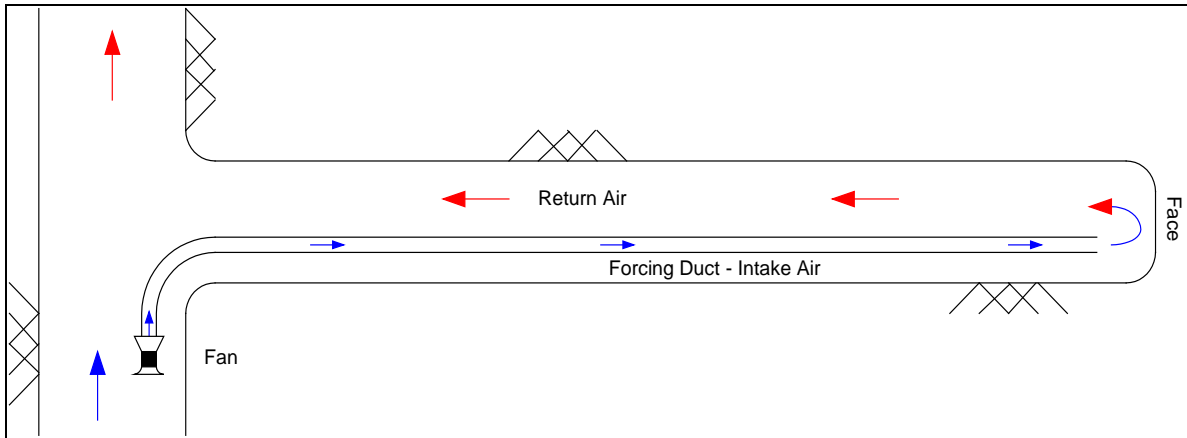 Return Air
Face
Forcing Duct - Intake Air
Fan